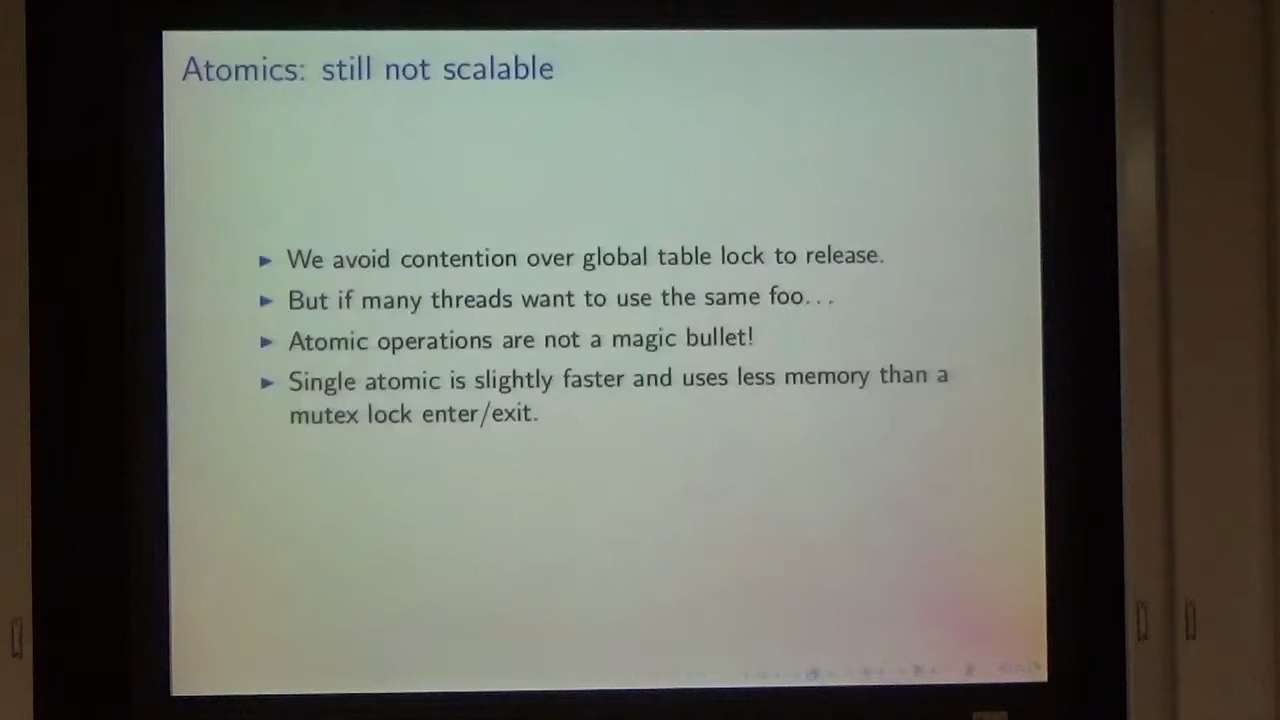 Atomics: still not scalable
▶ We avoid contention over global table lock to release.
▶ But if many threads want to use the same foo...
▶ Atomic operations are not a magic bullet!
▶ Single atomic is slightly faster and uses less memory than a
mutex lock enter/exit.